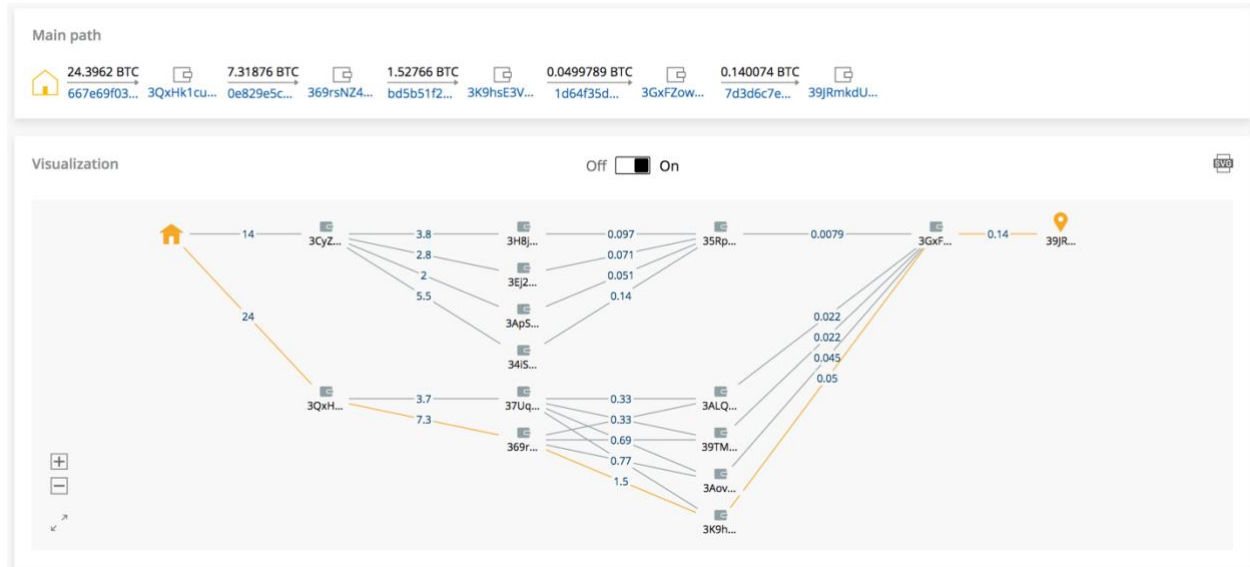 Main path
24.3962 BTC 7.31876 BTC 1.52766 BTC 0.0499789 BTC 0.140074 BTC
667e69f03... 3QxHk1cu... 0e829e5c... 369rsNZ4... bd5b51f2... 3K9hsE3V... 1d64f35d... 3GxFZow... 7d3d6c7e... 39JRmkdU...
Visualization Off On SVG
14 3CyZ... 3.8 3H8j... 0.097 35Rp... 0.0079 3GxF... 0.14 39JR...
2.8 3Ej2... 0.071
2 0.051
5.5 3ApS... 0.14
24 0.022
0.022
34iS... 0.045
0.05
3QxH... 3.7 37Uq... 0.33 3ALQ...
7.3 0.33
369r... 0.69 39TM...
0.77
1.5 3Aov...
3K9h...